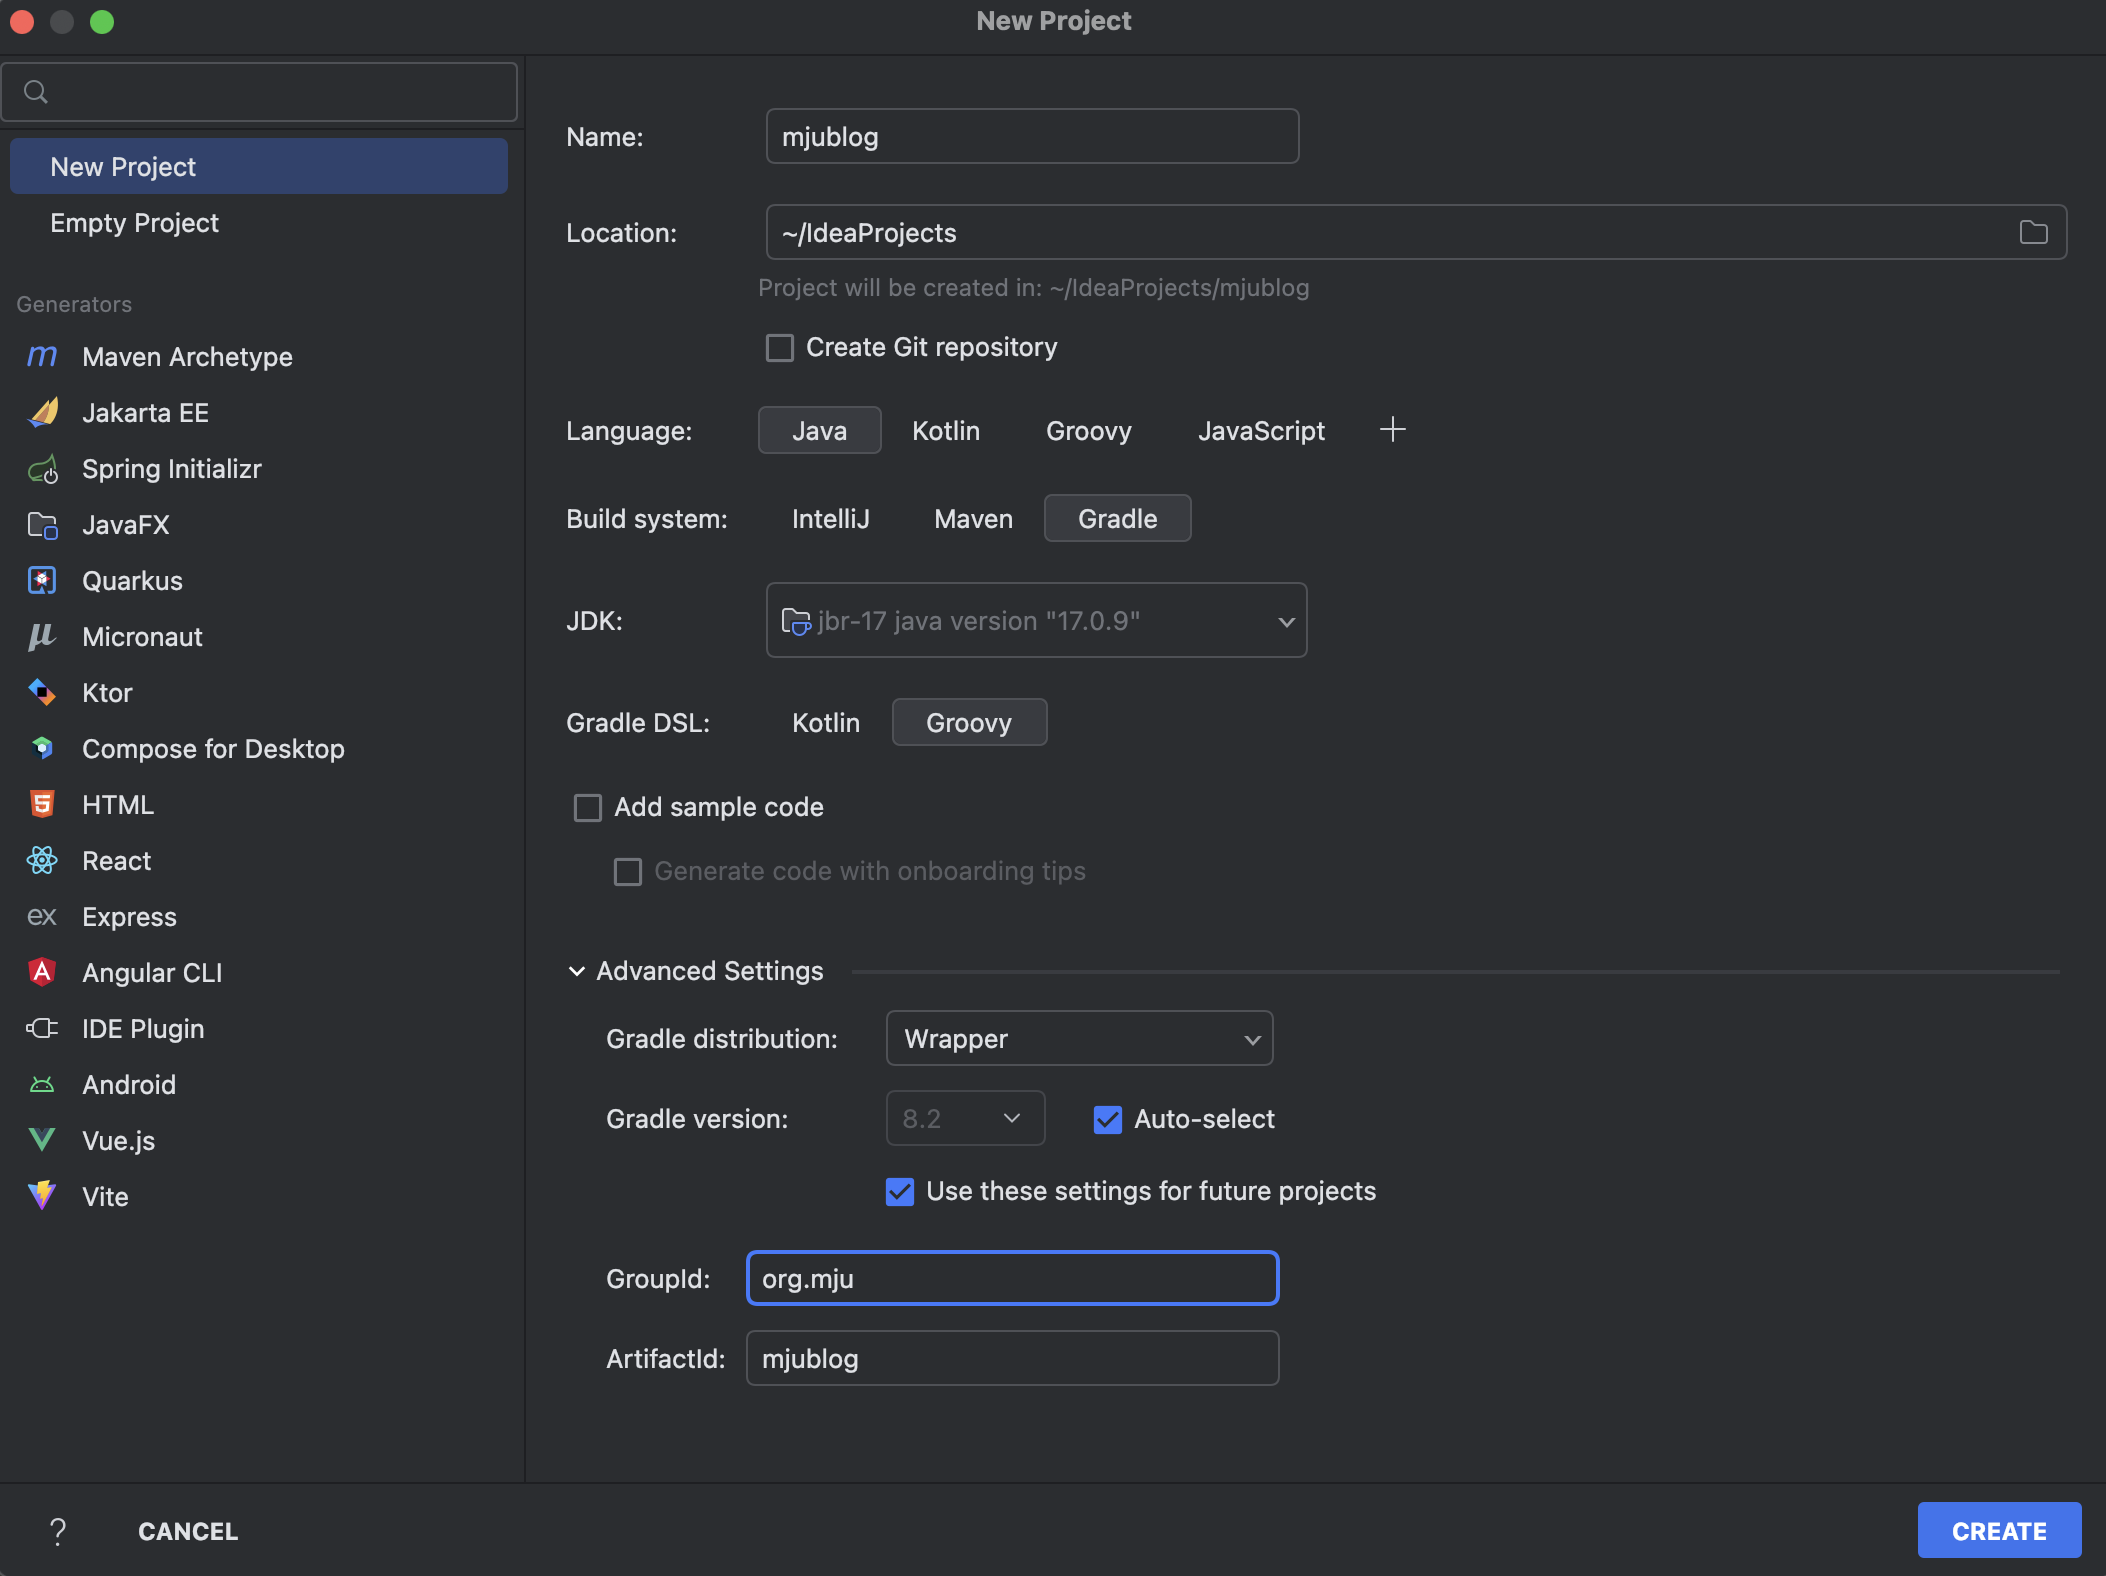 New Project
New Project
Empty Project
Generators
Maven Archetype
Jakarta EE
Spring Initializr
JavaFX
Quarkus
Micronaut
Ktor
Compose for Desktop
HTML
React
ex Express
Angular CLI
IDE Plugin
Android
Vue.js
Vite
Name: mjublog
Location: ~/IdeaProjects
Project will be created in: ~/IdeaProjects/mjublog
Create Git repository
Language: Java Kotlin Groovy JavaScript +
Build system: IntelliJ Maven Gradle
JDK: jbr-17 java version "17.0.9"
Gradle DSL: Kotlin Groovy
Add sample code
Generate code with onboarding tips
Advanced Settings
Gradle distribution: Wrapper
Gradle version: 8.2 Auto-select
Use these settings for future projects
GroupId: org.mju
ArtifactId: mjublog
? CANCEL CREATE